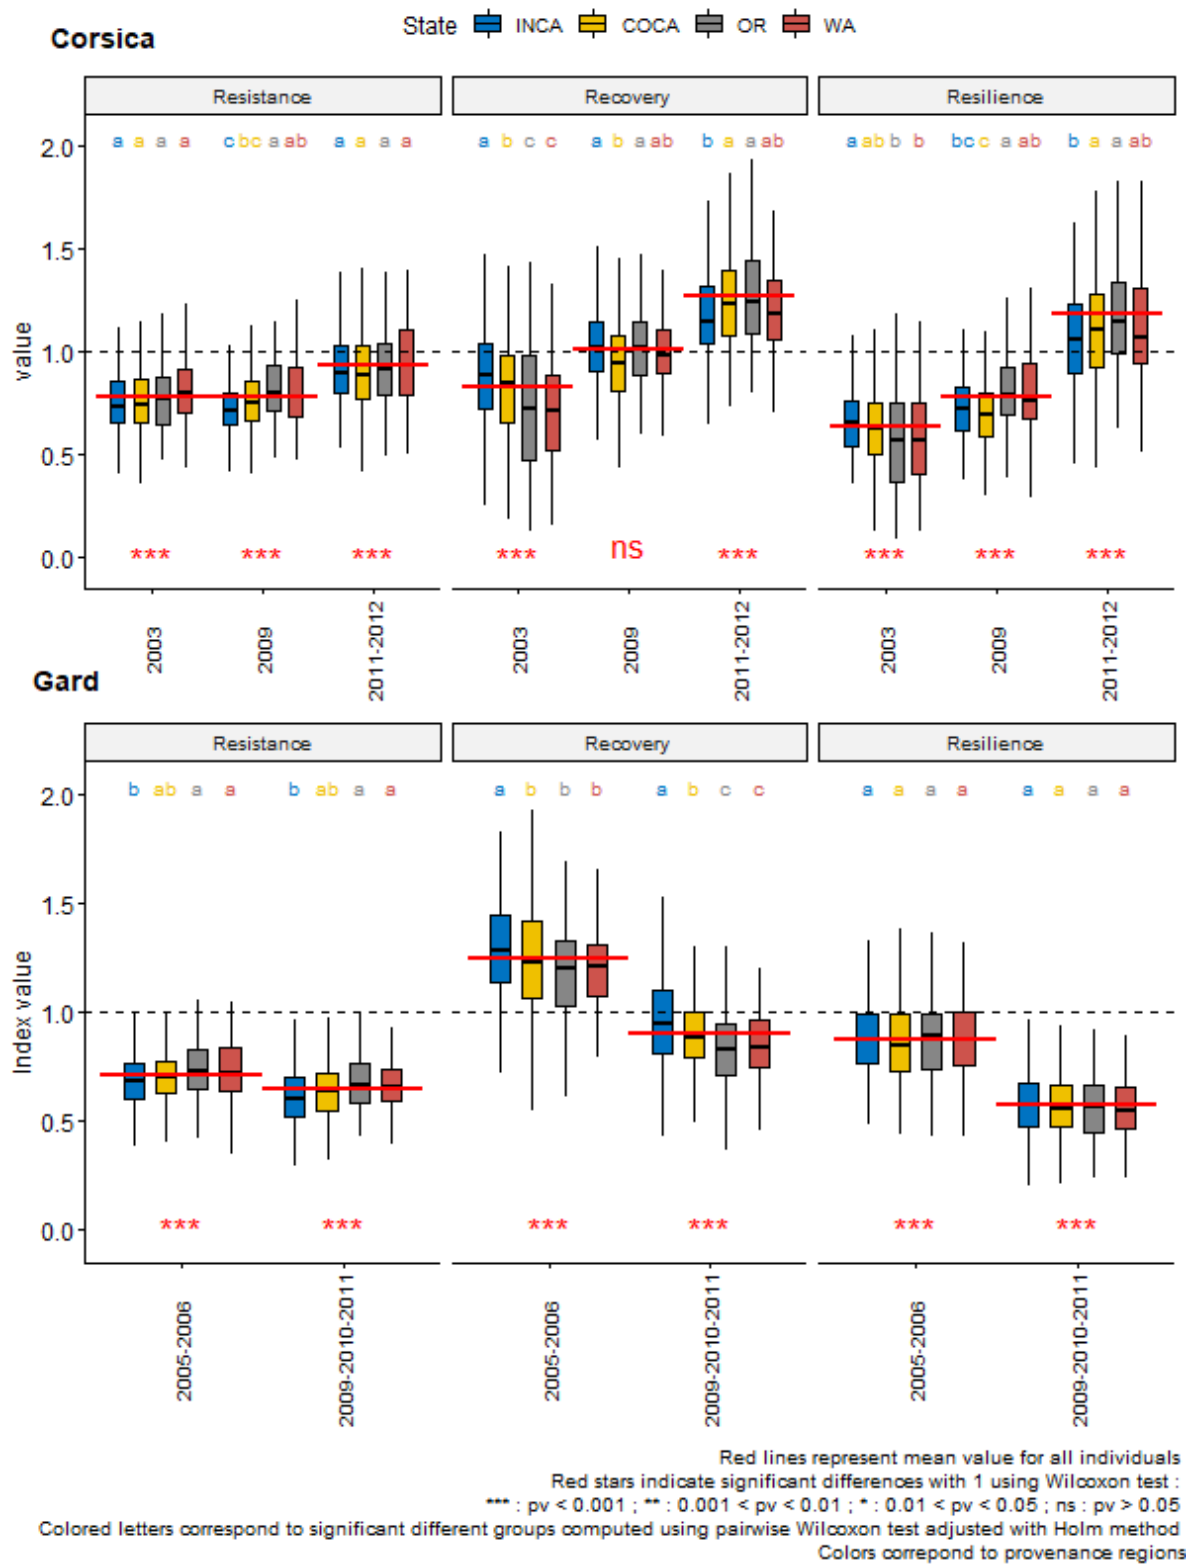 State INCA COCA OR WA
Corsica
Resistance Recovery Resilience
a a a a c bc a ab a a a a a b c c a b a ab b a a ab a ab b b bc c a ab b a a ab
2.0
1.5
1.0
0.5
0.0
value
*** *** *** *** ns *** *** *** ***
2003 2009 2011-2012 2003 2009 2011-2012 2003 2009 2011-2012
Gard
Resistance Recovery Resilience
b ab a a b ab a a a b b b a b c c a a a a a a a a
2.0
1.5
1.0
0.5
0.0
Index value
*** *** *** *** *** ***
2005-2006 2009-2010-2011 2005-2006 2009-2010-2011 2005-2006 2009-2010-2011
Red lines represent mean value for all individuals
Red stars indicate significant differences with 1 using Wilcoxon test :
*** : pv < 0.001 ; ** : 0.001 < pv < 0.01 ; * : 0.01 < pv < 0.05 ; ns : pv > 0.05
Colored letters correspond to significant different groups computed using pairwise Wilcoxon test adjusted with Holm method
Colors correpond to provenance regions